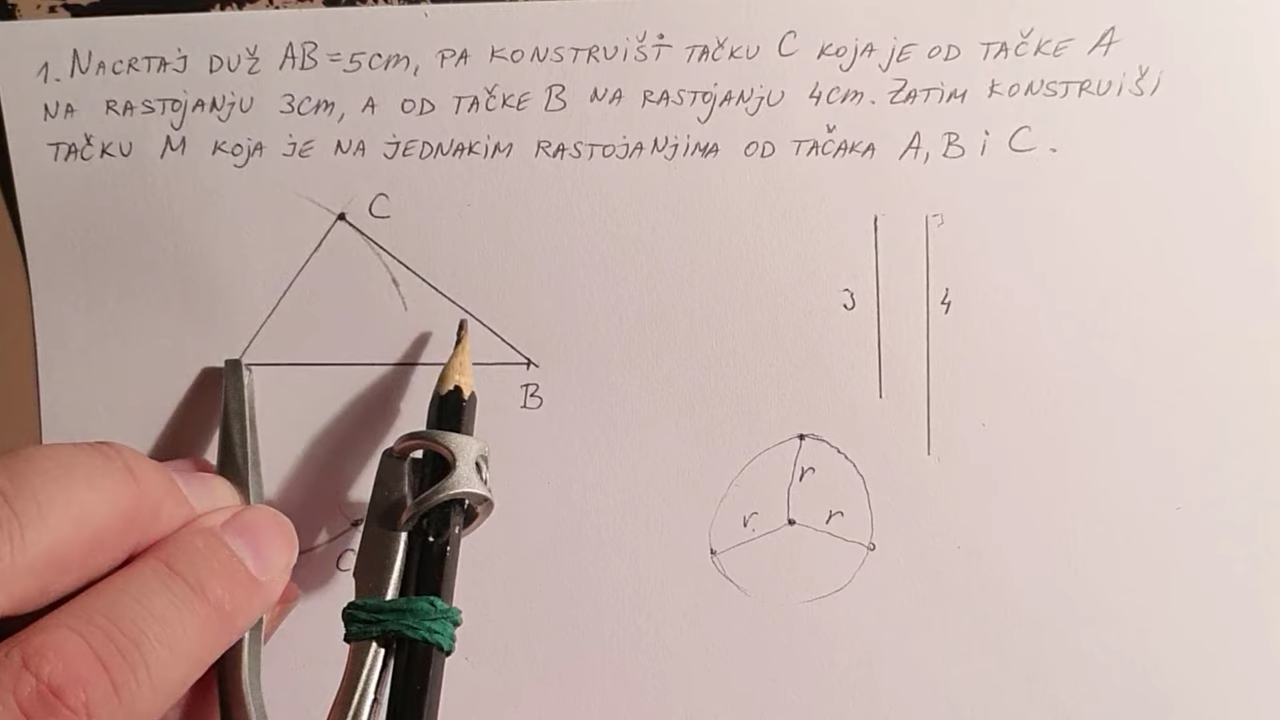 1. NACRTAJ DUŽ AB=5CM, PA KONSTRUIŠI TAČKU C KOJA JE OD TAČKE A
NA RASTOJANJU 3CM, A OD TAČKE B NA RASTOJANJU 4CM. ZATIM KONSTRUIŠI
TAČKU M KOJA JE NA JEDNAKIM RASTOJANJIMA OD TAČAKA A, B i C.
C
B
3
4
r
r
r
C